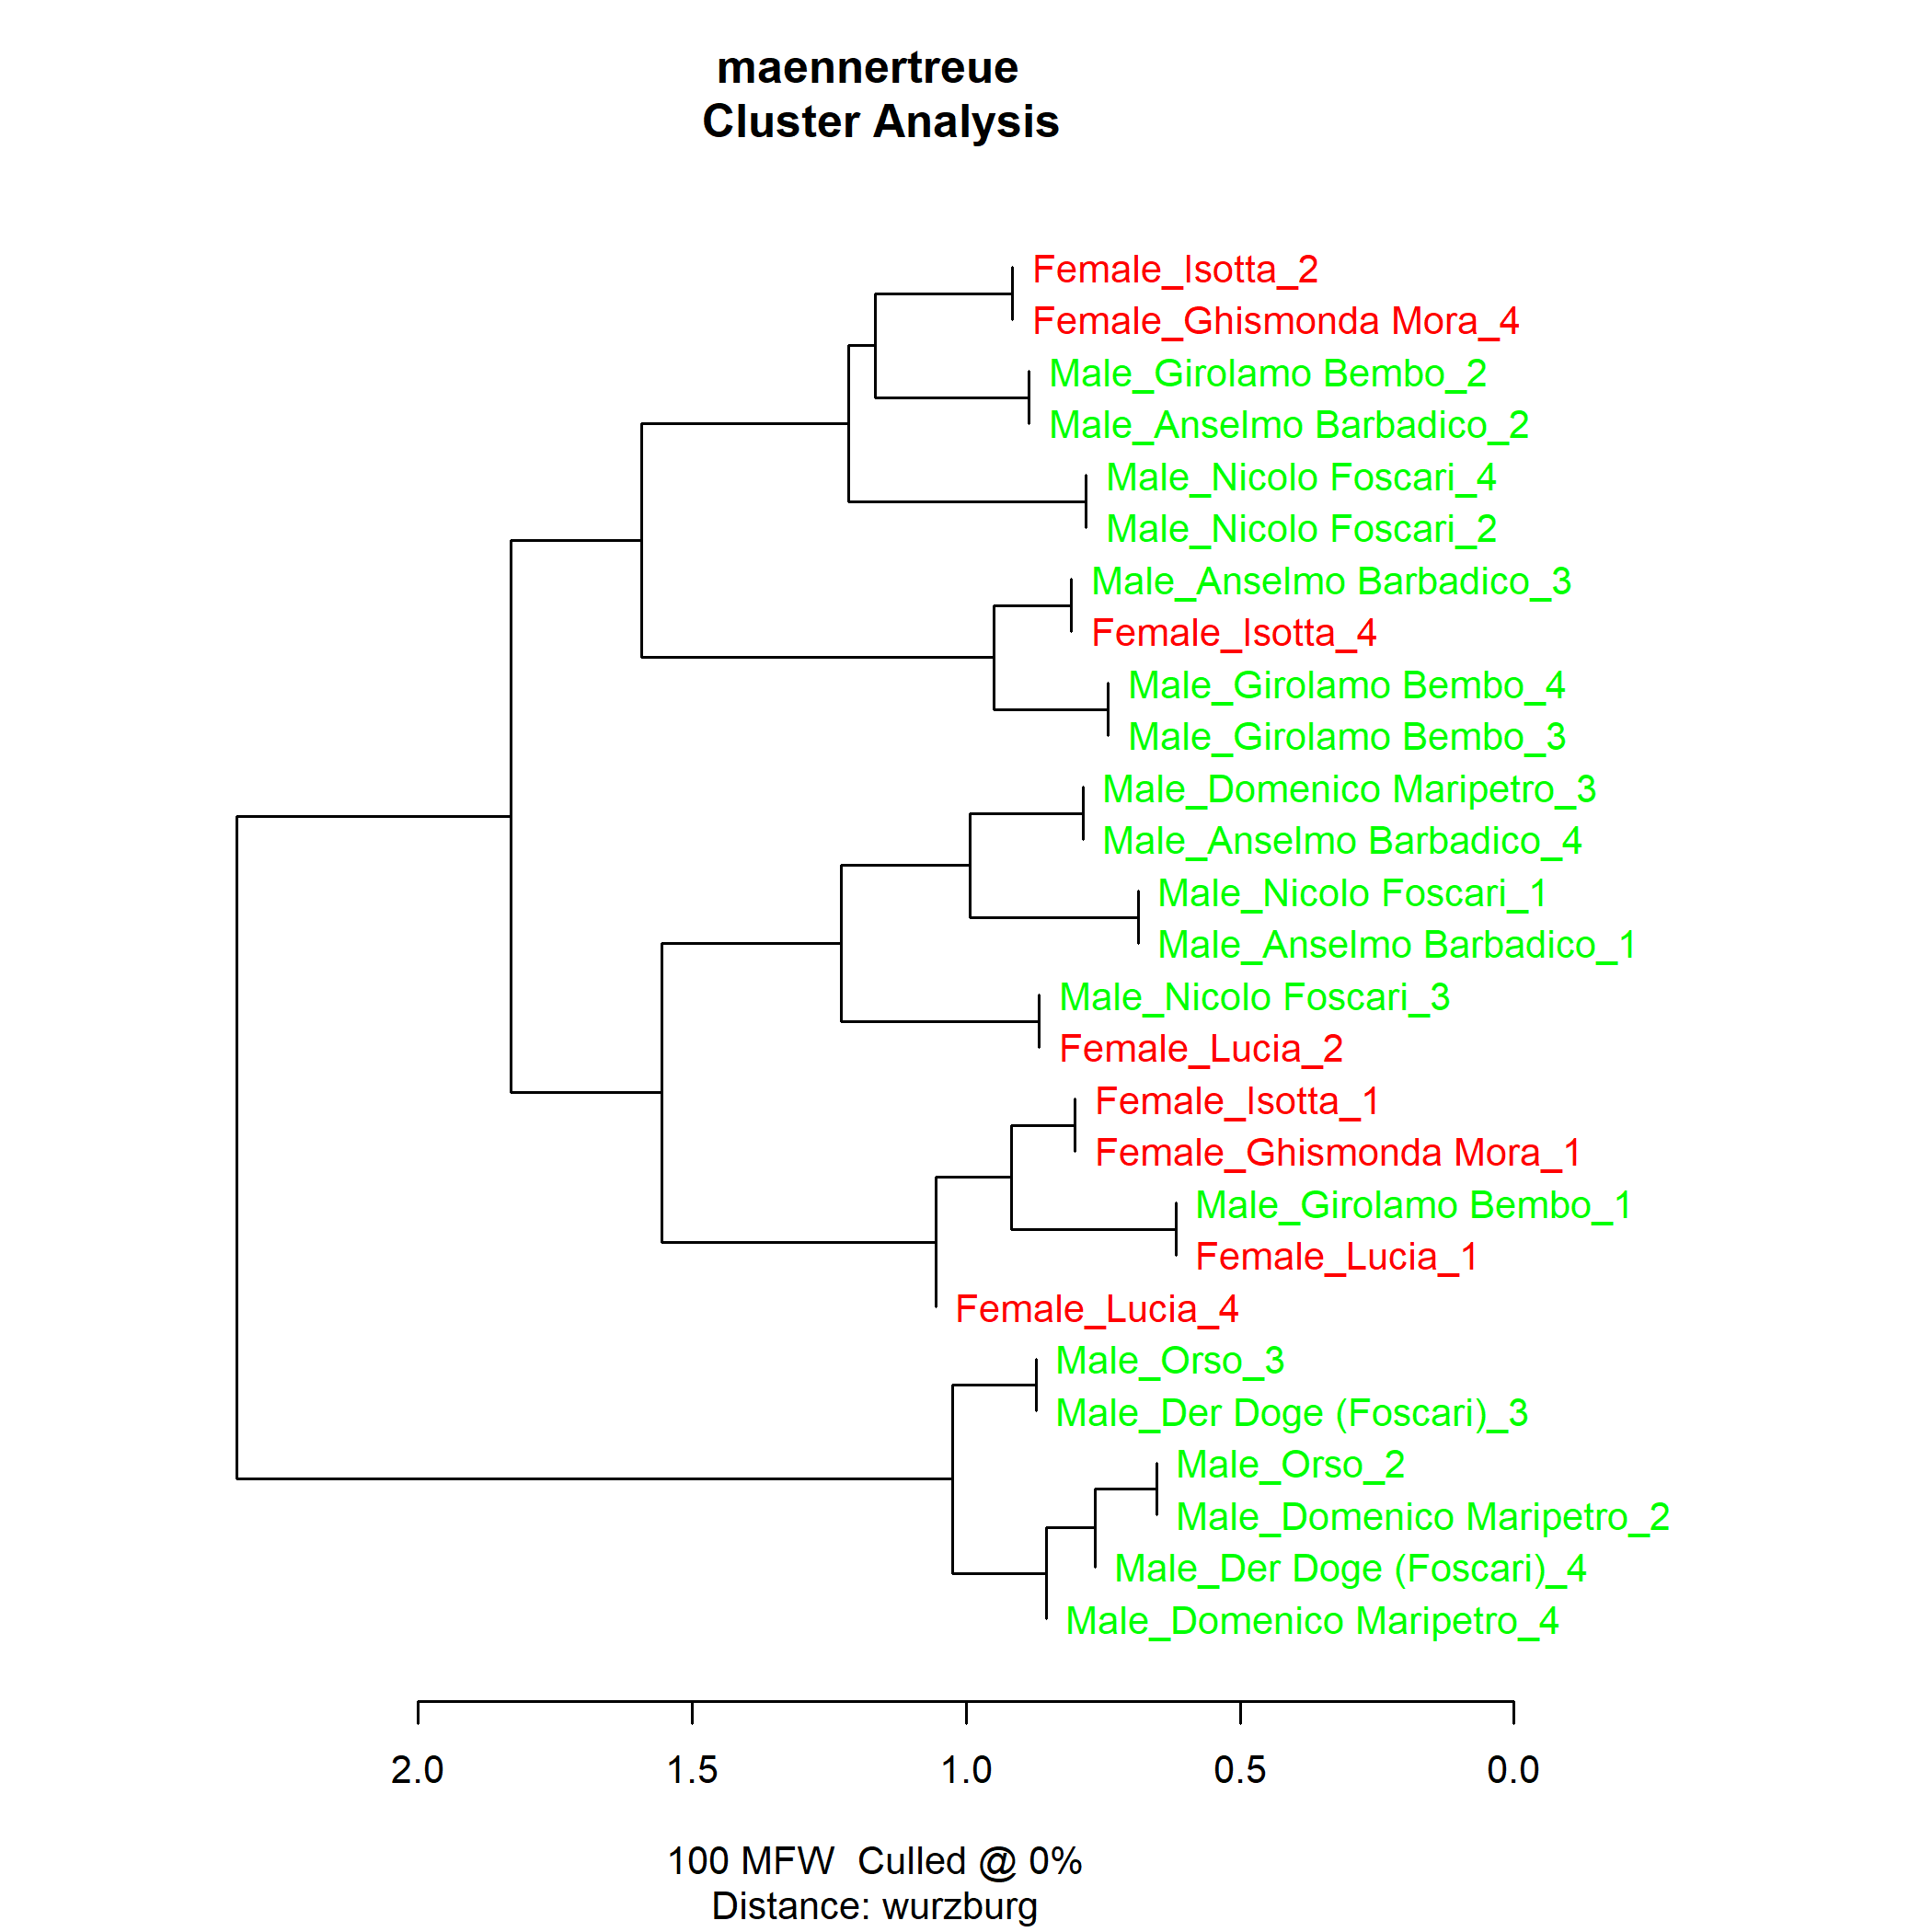 maennertreue
Cluster Analysis
Female_Isotta_2
Female_Ghismonda Mora_4
Male_Girolamo Bembo_2
Male_Anselmo Barbadico_2
Male_Nicolo Foscari_4
Male_Nicolo Foscari_2
Male_Anselmo Barbadico_3
Female_Isotta_4
Male_Girolamo Bembo_4
Male_Girolamo Bembo_3
Male_Domenico Maripetro_3
Male_Anselmo Barbadico_4
Male_Nicolo Foscari_1
Male_Anselmo Barbadico_1
Male_Nicolo Foscari_3
Female_Lucia_2
Female_Isotta_1
Female_Ghismonda Mora_1
Male_Girolamo Bembo_1
Female_Lucia_1
Female_Lucia_4
Male_Orso_3
Male_Der Doge (Foscari)_3
Male_Orso_2
Male_Domenico Maripetro_2
Male_Der Doge (Foscari)_4
Male_Domenico Maripetro_4
2.0 1.5 1.0 0.5 0.0
100 MFW  Culled @ 0%
Distance: wurzburg